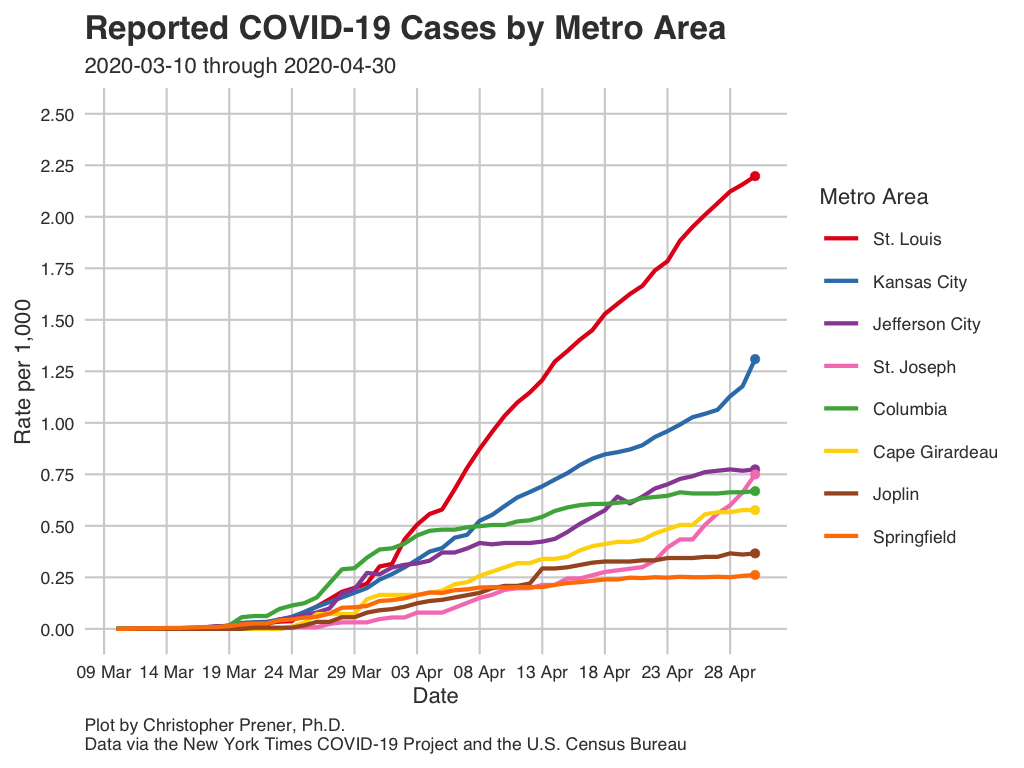 Reported COVID-19 Cases by Metro Area
2020-03-10 through 2020-04-30
2.50
2.25
2.00
1.75
1.50
1.25
1.00
0.75
0.50
0.25
0.00
Rate per 1,000
09 Mar 14 Mar 19 Mar 24 Mar 29 Mar 03 Apr 08 Apr 13 Apr 18 Apr 23 Apr 28 Apr
Date
Metro Area
St. Louis
Kansas City
Jefferson City
St. Joseph
Columbia
Cape Girardeau
Joplin
Springfield
Plot by Christopher Prener, Ph.D.
Data via the New York Times COVID-19 Project and the U.S. Census Bureau